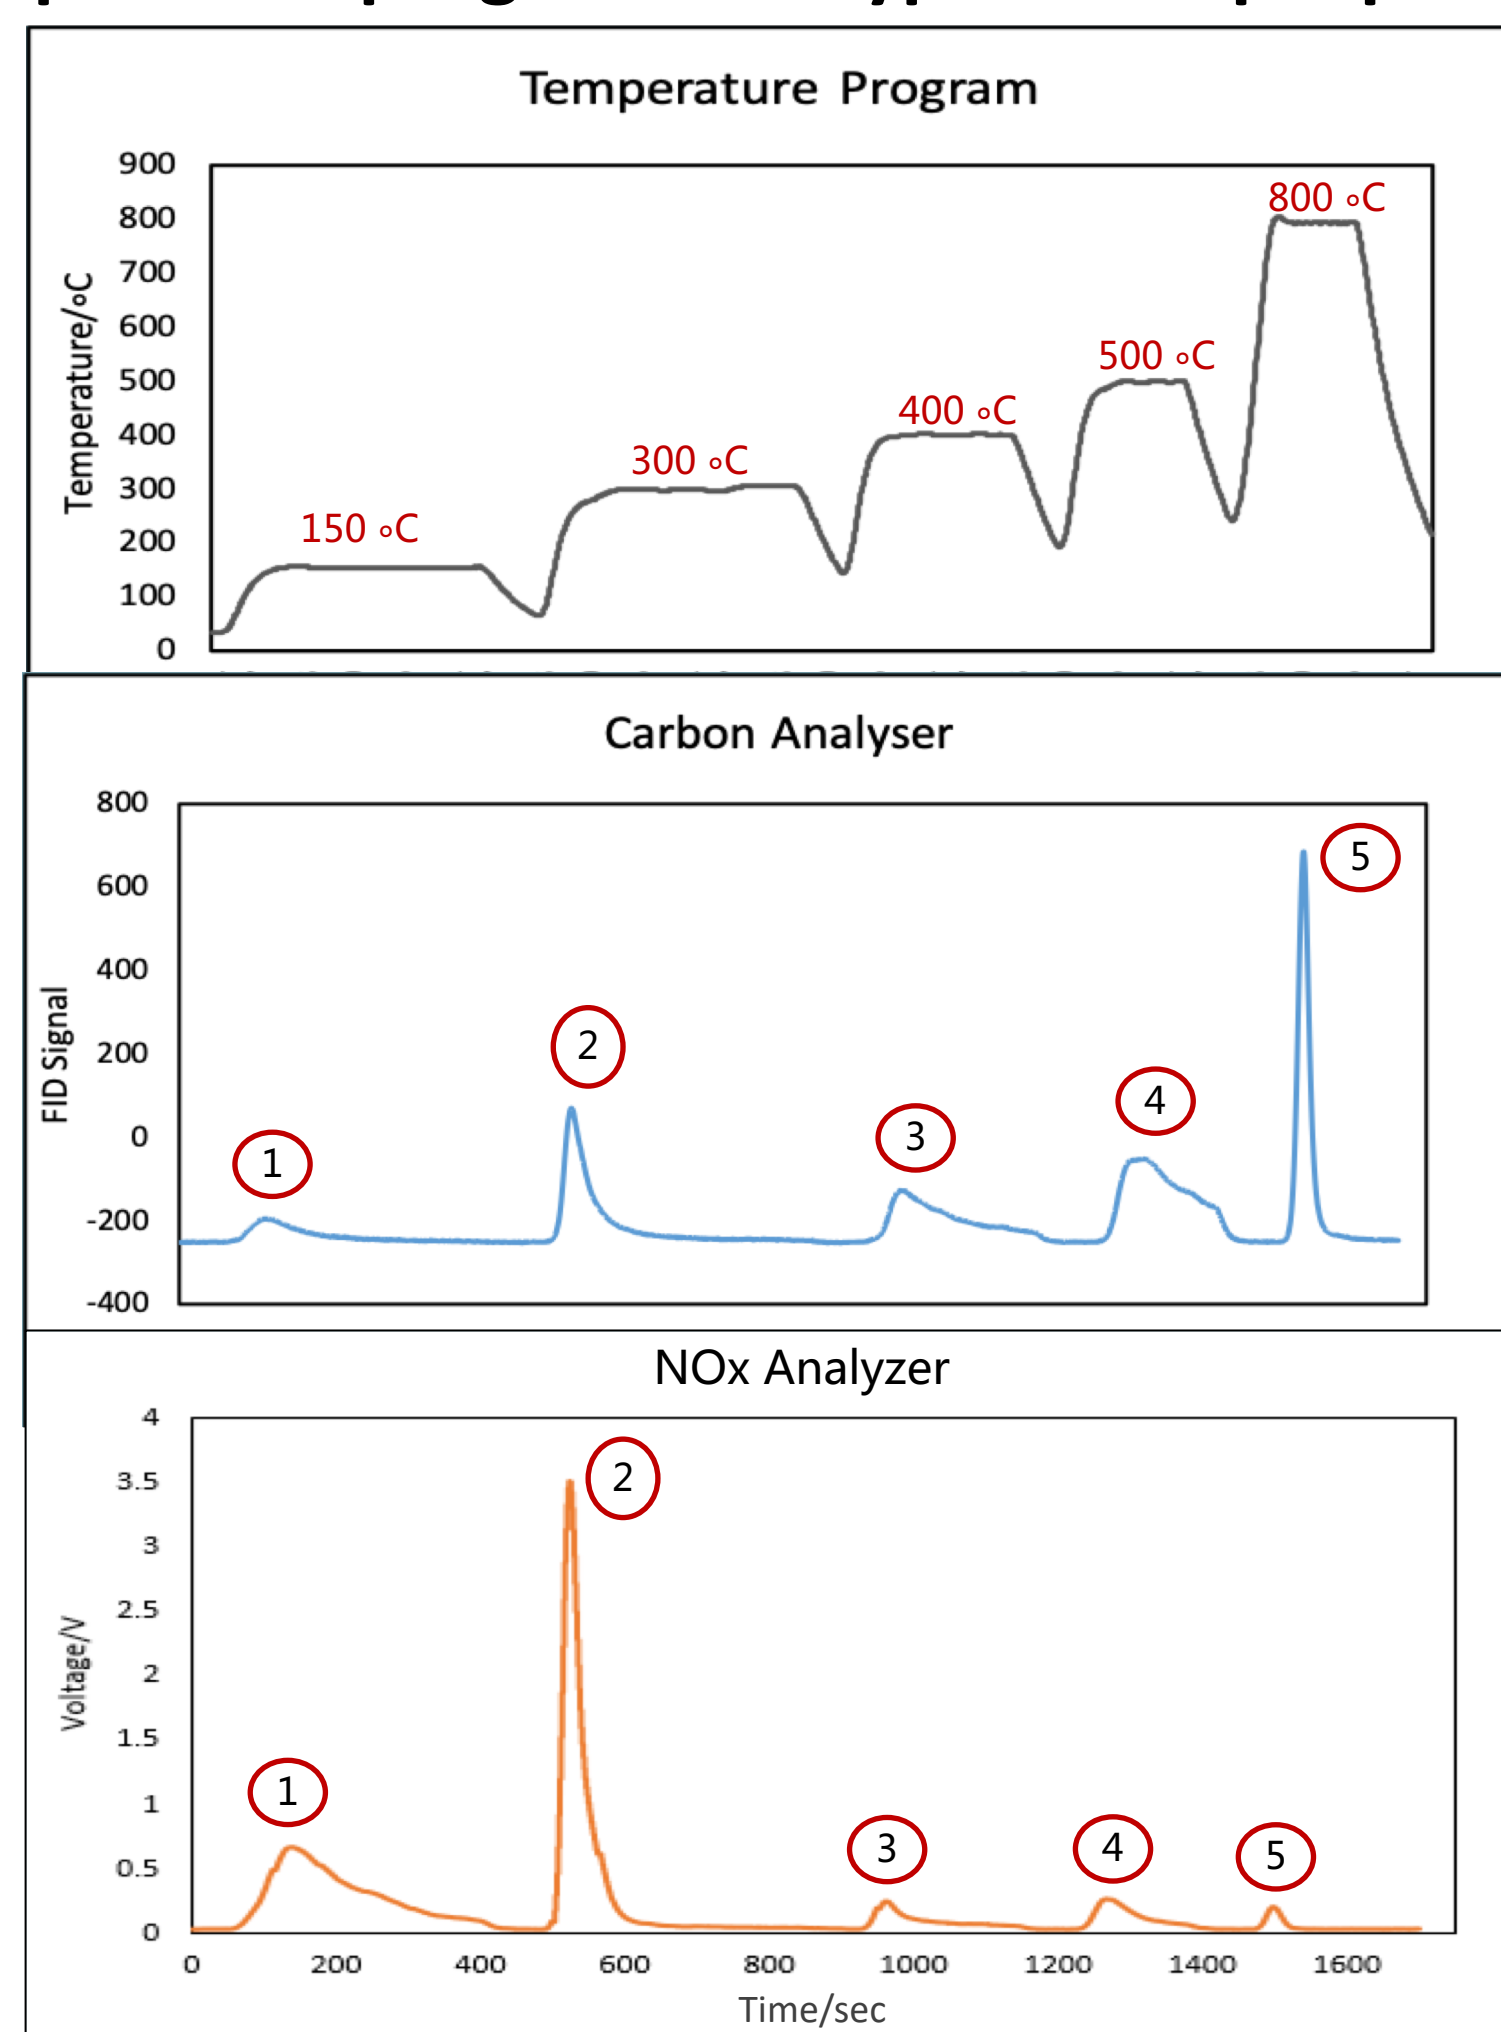 Temperature Program
900
800
700
600
500
400
300
200
100
0
Temperature/∘C
150 ∘C
300 ∘C
400 ∘C
500 ∘C
800 ∘C
Carbon Analyser
800
600
400
200
0
-200
-400
FID Signal
1
2
3
4
5
NOx Analyzer
4
3.5
3
2.5
2
1.5
1
0.5
0
Voltage/V
1
2
3
4
5
0 200 400 600 800 1000 1200 1400 1600
Time/sec